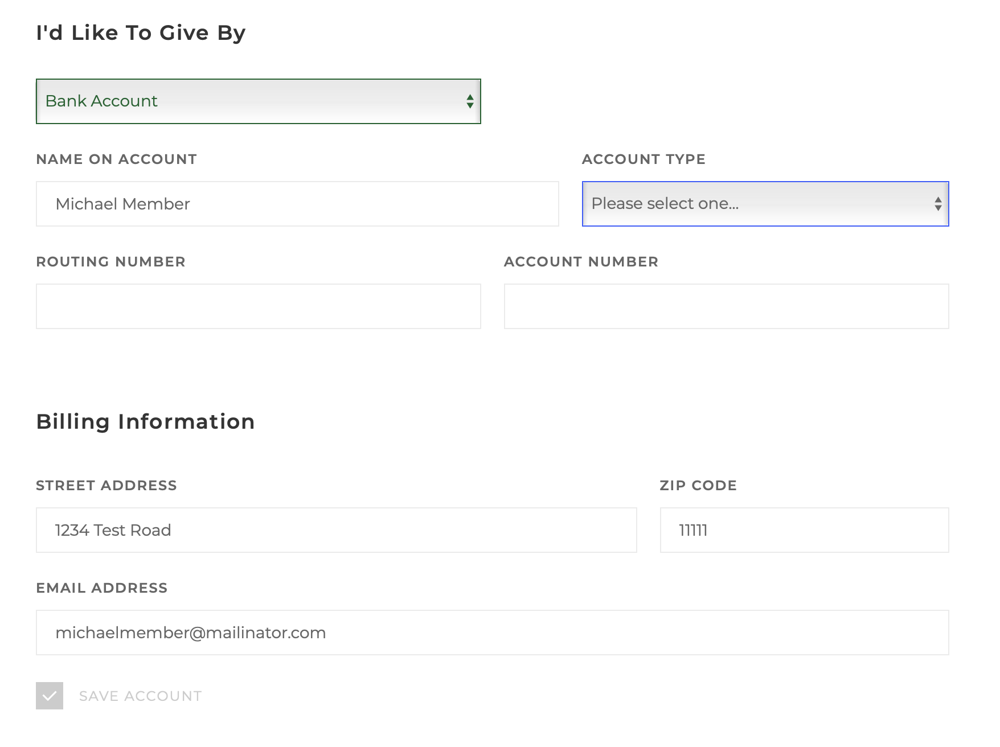 I'd Like To Give By
Bank Account
NAME ON ACCOUNT
ACCOUNT TYPE
Michael Member
Please select one...
ROUTING NUMBER
ACCOUNT NUMBER
Billing Information
STREET ADDRESS
ZIP CODE
1234 Test Road
11111
EMAIL ADDRESS
michaelmember@mailinator.com
SAVE ACCOUNT